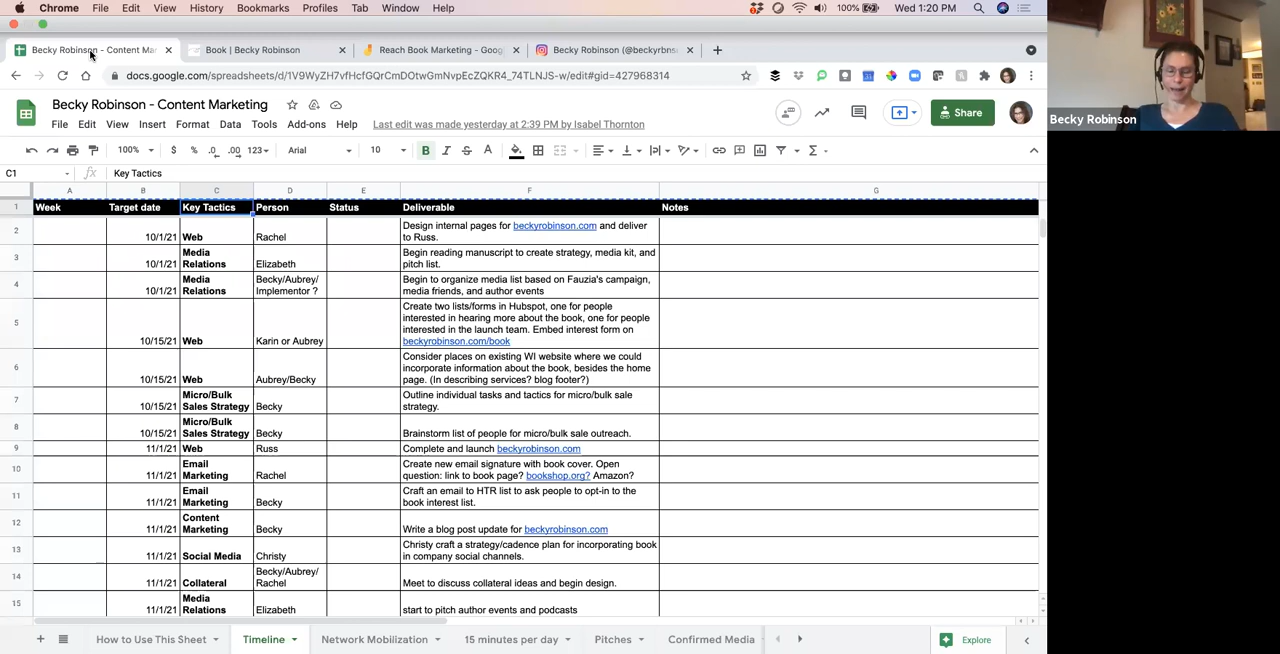 Chrome File Edit View History Bookmarks Profiles Tab Window Help 100% Wed 1:20 PM
Becky Robinson - Content Mar Book | Becky Robinson Reach Book Marketing - Goog Becky Robinson (@beckyrbns
docs.google.com/spreadsheets/d/1V9WyZH7vfHcfGQrCmDOtwGmNvpEcZQKR4_74TLNJS-w/edit#gid=427968314
Becky Robinson - Content Marketing
File Edit View Insert Format Data Tools Add-ons Help Last edit was made yesterday at 2:39 PM by Isabel Thornton
Share
Becky Robinson
100% $ % .0 .00 123 Arial 10 B I S A
C1 fx Key Tactics
A B C D E F G
1 Week Target date Key Tactics Person Status Deliverable Notes
2 10/1/21 Web Rachel Design internal pages for beckyrobinson.com and deliver
to Russ.
3 10/1/21 Media
Relations Elizabeth Begin reading manuscript to create strategy, media kit, and
pitch list.
4 10/1/21 Media
Relations Becky/Aubrey/
Implementor ? Begin to organize media list based on Fauzia's campaign,
media friends, and author events
5 10/15/21 Web Karin or Aubrey Create two lists/forms in Hubspot, one for people
interested in hearing more about the book, one for people
interested in the launch team. Embed interest form on
beckyrobinson.com/book
6 10/15/21 Web Aubrey/Becky Consider places on existing WI website where we could
incorporate information about the book, besides the home
page. (In describing services? blog footer?)
7 10/15/21 Micro/Bulk
Sales Strategy Becky Outline individual tasks and tactics for micro/bulk sale
strategy.
8 10/15/21 Micro/Bulk
Sales Strategy Becky Brainstorm list of people for micro/bulk sale outreach.
9 11/1/21 Web Russ Complete and launch beckyrobinson.com
10 11/1/21 Email
Marketing Rachel Create new email signature with book cover. Open
question: link to book page? bookshop.org? Amazon?
11 11/1/21 Email
Marketing Becky Craft an email to HTR list to ask people to opt-in to the
book interest list.
12 11/1/21 Content
Marketing Becky Write a blog post update for beckyrobinson.com
13 11/1/21 Social Media Christy Christy craft a strategy/cadence plan for incorporating book
in company social channels.
14 11/1/21 Collateral Becky/Aubrey/
Rachel Meet to discuss collateral ideas and begin design.
15 11/1/21 Media
Relations Elizabeth start to pitch author events and podcasts
How to Use This Sheet Timeline Network Mobilization 15 minutes per day Pitches Confirmed Media Explore